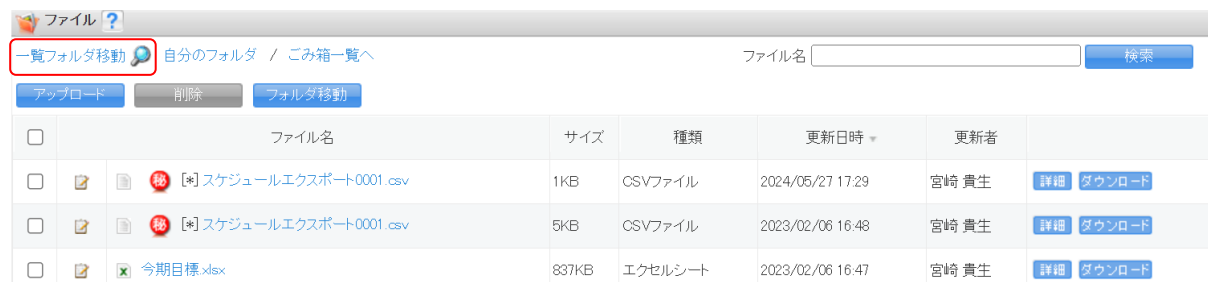 ファイル ?
一覧フォルダ移動 自分のフォルダ / ごみ箱一覧へ ファイル名 検索
アップロード 削除 フォルダ移動
ファイル名 サイズ 種類 更新日時 更新者
秘 [*] スケジュールエクスポート0001.csv 1KB CSVファイル 2024/05/27 17:29 宮崎 貴生 詳細 ダウンロード
秘 [*] スケジュールエクスポート0001.csv 5KB CSVファイル 2023/02/06 16:48 宮崎 貴生 詳細 ダウンロード
今期目標.xlsx 837KB エクセルシート 2023/02/06 16:47 宮崎 貴生 詳細 ダウンロード